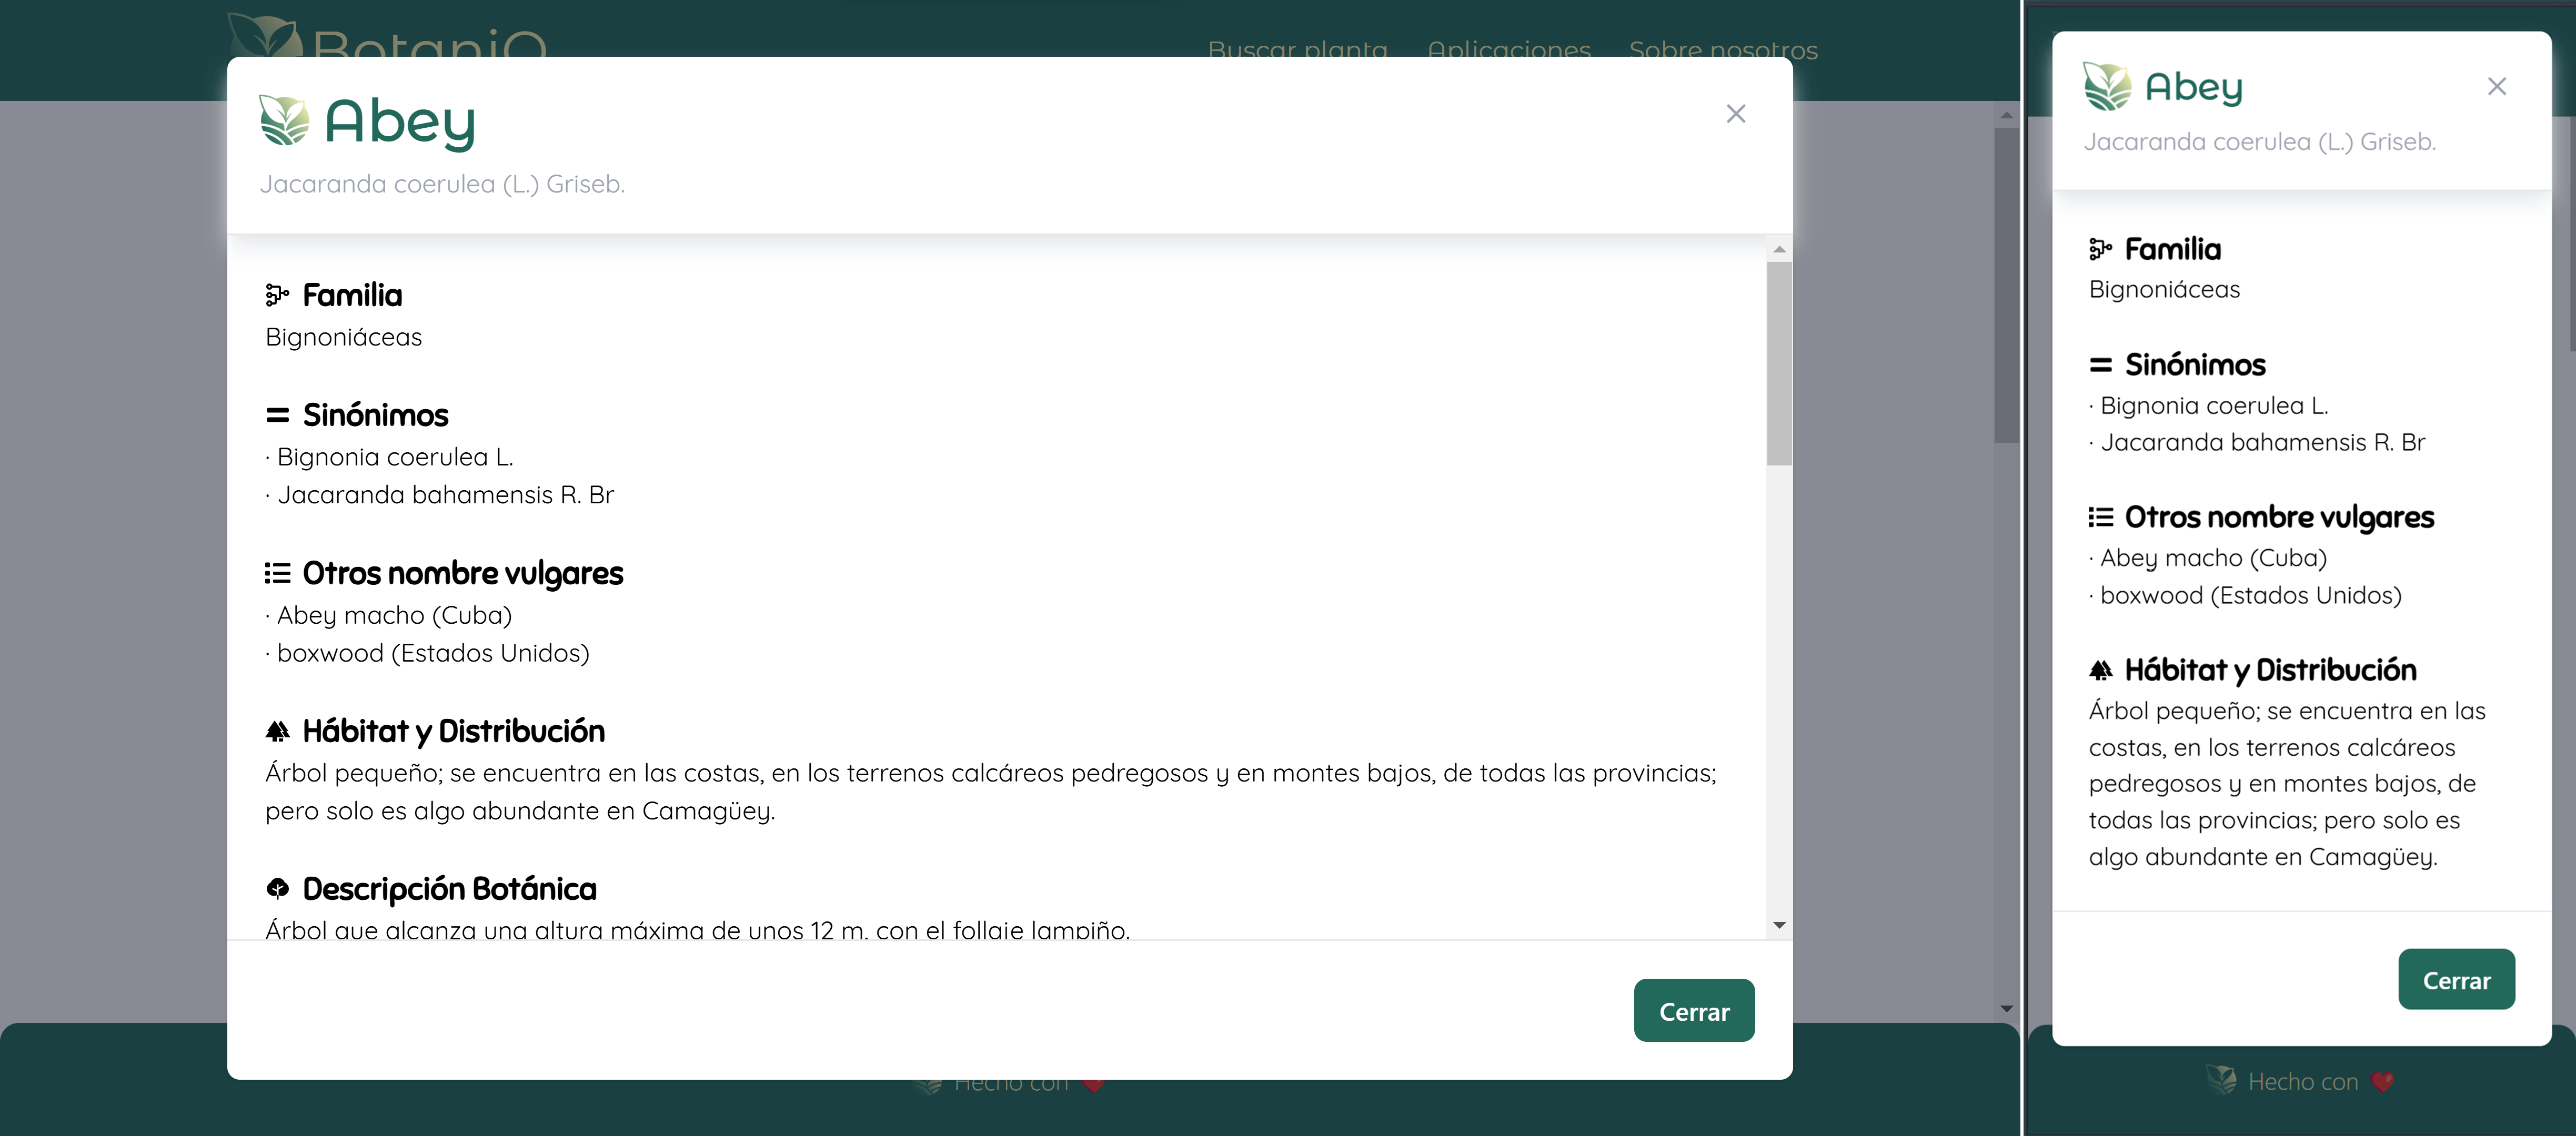 BotaniQ
Buscar planta Aplicaciones Sobre nosotros
Abey
Jacaranda coerulea (L.) Griseb.
Familia
Bignoniáceas
Sinónimos
· Bignonia coerulea L.
· Jacaranda bahamensis R. Br
Otros nombre vulgares
· Abey macho (Cuba)
· boxwood (Estados Unidos)
Hábitat y Distribución
Árbol pequeño; se encuentra en las costas, en los terrenos calcáreos pedregosos y en montes bajos, de todas las provincias;
pero solo es algo abundante en Camagüey.
Descripción Botánica
Árbol que alcanza una altura máxima de unos 12 m, con el follaje lampiño.
Cerrar
Hecho con
Abey
Jacaranda coerulea (L.) Griseb.
Familia
Bignoniáceas
Sinónimos
· Bignonia coerulea L.
· Jacaranda bahamensis R. Br
Otros nombre vulgares
· Abey macho (Cuba)
· boxwood (Estados Unidos)
Hábitat y Distribución
Árbol pequeño; se encuentra en las
costas, en los terrenos calcáreos
pedregosos y en montes bajos, de
todas las provincias; pero solo es
algo abundante en Camagüey.
Cerrar
Hecho con